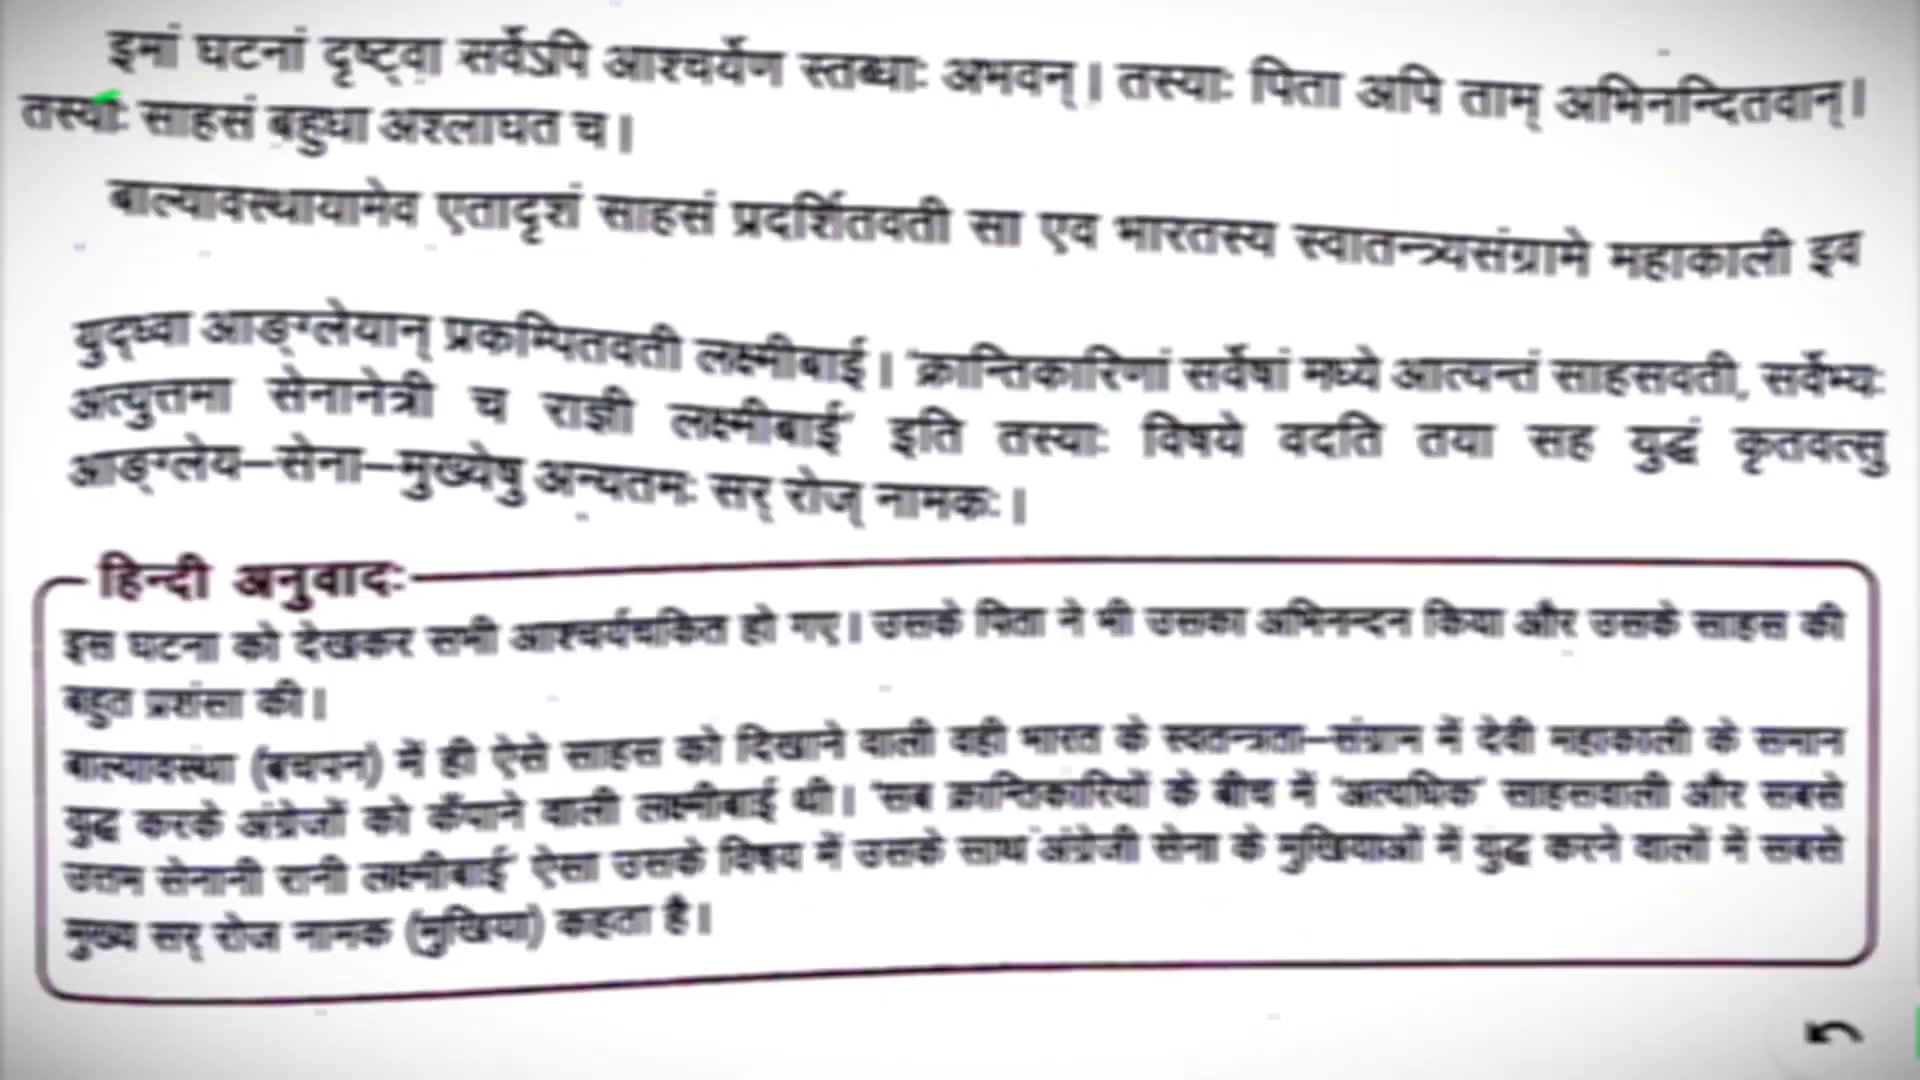 इमां घटनां दृष्ट्वा सर्वेऽपि आश्चर्येण स्तब्धाः अभवन्। तस्याः पिता अपि ताम् अभिनन्दितवान्।
तस्याः साहसं बहुधा अश्लाघत च।
बाल्यावस्थायामेव एतादृशं साहसं प्रदर्शितवती सा एव भारतस्य स्वातन्त्र्यसंग्रामे महाकाली इव
युद्ध्वा आङ्ग्लेयान् प्रकम्पितवती लक्ष्मीबाई। 'क्रान्तिकारिणां सर्वेषां मध्ये आत्यन्तं साहसवती, सर्वेभ्यः
अत्युत्तमा सेनानेत्री च राज्ञी लक्ष्मीबाई' इति तस्याः विषये वदति तया सह युद्धं कृतवत्सु
आङ्ग्लेय–सेना–मुख्येषु अन्यतमः सर् रोज् नामकः।
हिन्दी अनुवादः
इस घटना को देखकर सभी आश्चर्यचकित हो गए। उसके पिता ने भी उसका अभिनन्दन किया और उसके साहस की
बहुत प्रशंसा की।
बाल्यावस्था (बचपन) में ही ऐसे साहस को दिखाने वाली वही भारत के स्वतन्त्रता–संग्राम में देवी महाकाली के समान
युद्ध करके अंग्रेजों को कँपाने वाली लक्ष्मीबाई थी। 'सब क्रान्तिकारियों के बीच में 'अत्यधिक' साहसवाली और सबसे
उत्तम सेनानी रानी लक्ष्मीबाई' ऐसा उसके विषय में उसके साथ अंग्रेजी सेना के मुखियाओं में युद्ध करने वालों में सबसे
मुख्य सर् रोज नामक (मुखिया) कहता है।